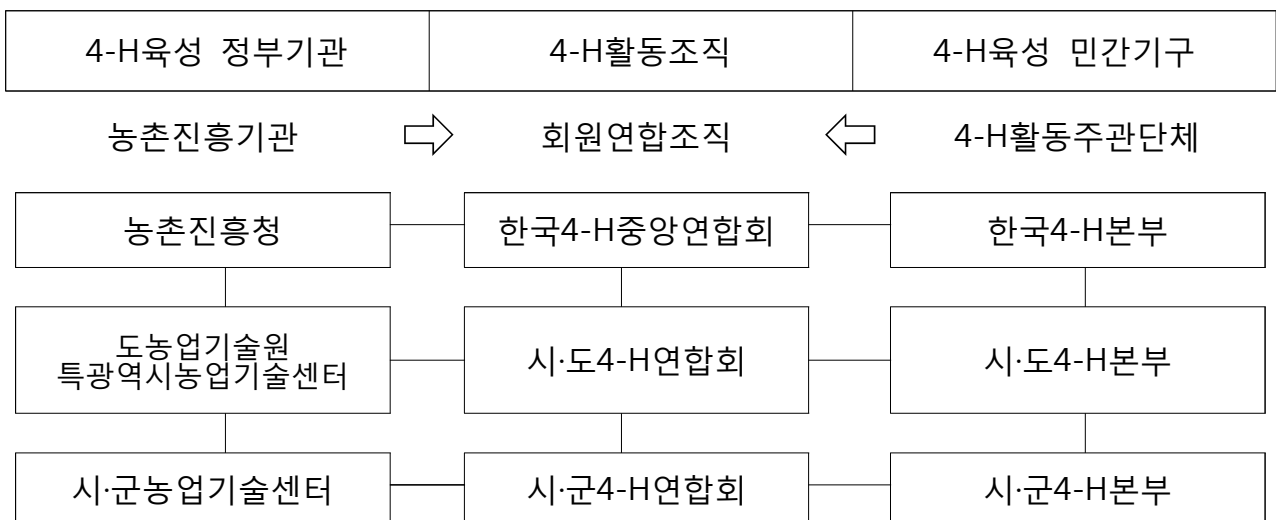 4-H육성 정부기관
4-H활동조직
4-H육성 민간기구
농촌진흥기관
회원연합조직
4-H활동주관단체
농촌진흥청
한국4-H중앙연합회
한국4-H본부
도농업기술원
특광역시농업기술센터
시·도4-H연합회
시·도4-H본부
시·군농업기술센터
시·군4-H연합회
시·군4-H본부